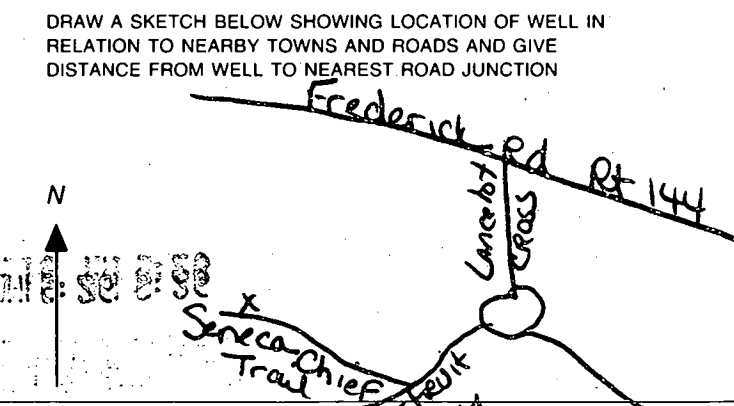 DRAW A SKETCH BELOW SHOWING LOCATION OF WELL IN
RELATION TO NEARBY TOWNS AND ROADS AND GIVE
DISTANCE FROM WELL TO NEAREST ROAD JUNCTION
Frederick Rd Rt 144
Lancelot
CROSS
N
X
Seneca Chief
Trail